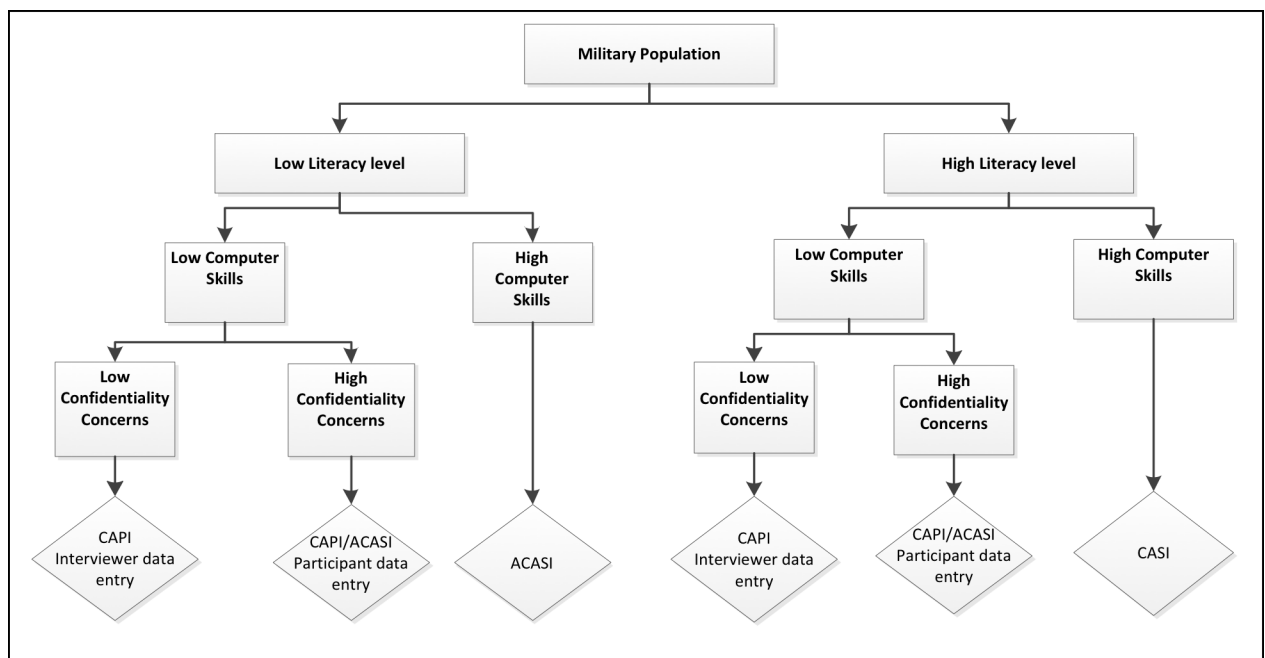 Military Population
Low Literacy level
High Literacy level
Low Computer
Skills
High
Computer
Skills
Low Computer
Skills
High Computer
Skills
Low
Confidentiality
Concerns
High
Confidentiality
Concerns
Low
Confidentiality
Concerns
High
Confidentiality
Concerns
CAPI
Interviewer data
entry
CAPI/ACASI
Participant data
entry
ACASI
CAPI
Interviewer data
entry
CAPI/ACASI
Participant data
entry
CASI